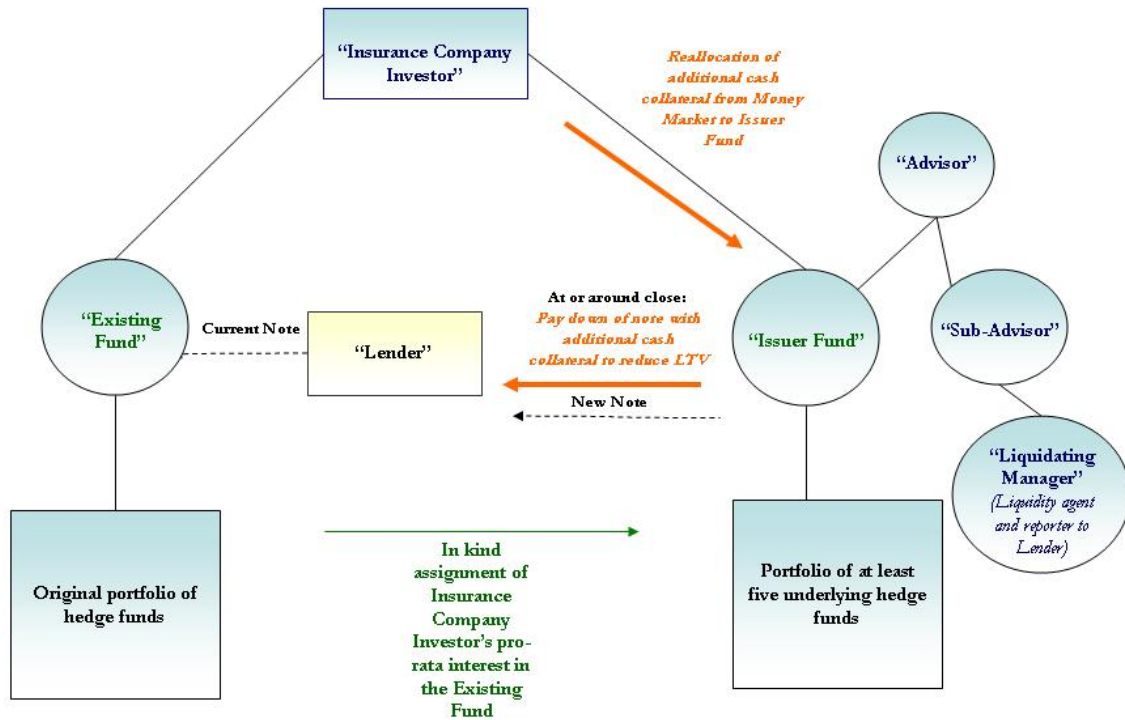 “Insurance Company
Investor”
Reallocation of
additional cash
collateral from Money
Market to Issuer
Fund
“Advisor”
“Existing
Fund”
Current Note
“Lender”
At or around close:
Pay down of note with
additional cash
collateral to reduce LTV
New Note
“Issuer Fund”
“Sub-Advisor”
“Liquidating
Manager”
(Liquidity agent
and reporter to
Lender)
Original portfolio of
hedge funds
In kind
assignment of
Insurance
Company
Investor’s pro-
rata interest in
the Existing
Fund
Portfolio of at least
five underlying hedge
funds